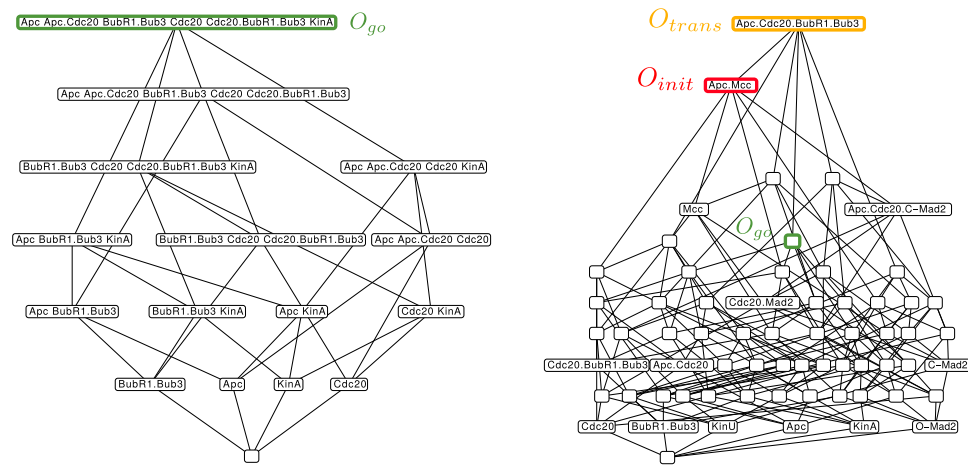 Apc Apc.Cdc20 BubR1.Bub3 Cdc20 Cdc20.BubR1.Bub3 KinA
O_go
Apc Apc.Cdc20 BubR1.Bub3 Cdc20 Cdc20.BubR1.Bub3
BubR1.Bub3 Cdc20 Cdc20.BubR1.Bub3 KinA
Apc Apc.Cdc20 Cdc20 KinA
Apc BubR1.Bub3 KinA
BubR1.Bub3 Cdc20 Cdc20.BubR1.Bub3
Apc Apc.Cdc20 Cdc20
Apc BubR1.Bub3
BubR1.Bub3 KinA
Apc KinA
Cdc20 KinA
BubR1.Bub3
Apc
KinA
Cdc20
O_trans
Apc.Cdc20.BubR1.Bub3
O_init
Apc.Mcc
Mcc
Apc.Cdc20.C-Mad2
O_go
Cdc20.Mad2
Cdc20.BubR1.Bub3
Apc.Cdc20
C-Mad2
Cdc20
BubR1.Bub3
KinU
Apc
KinA
O-Mad2